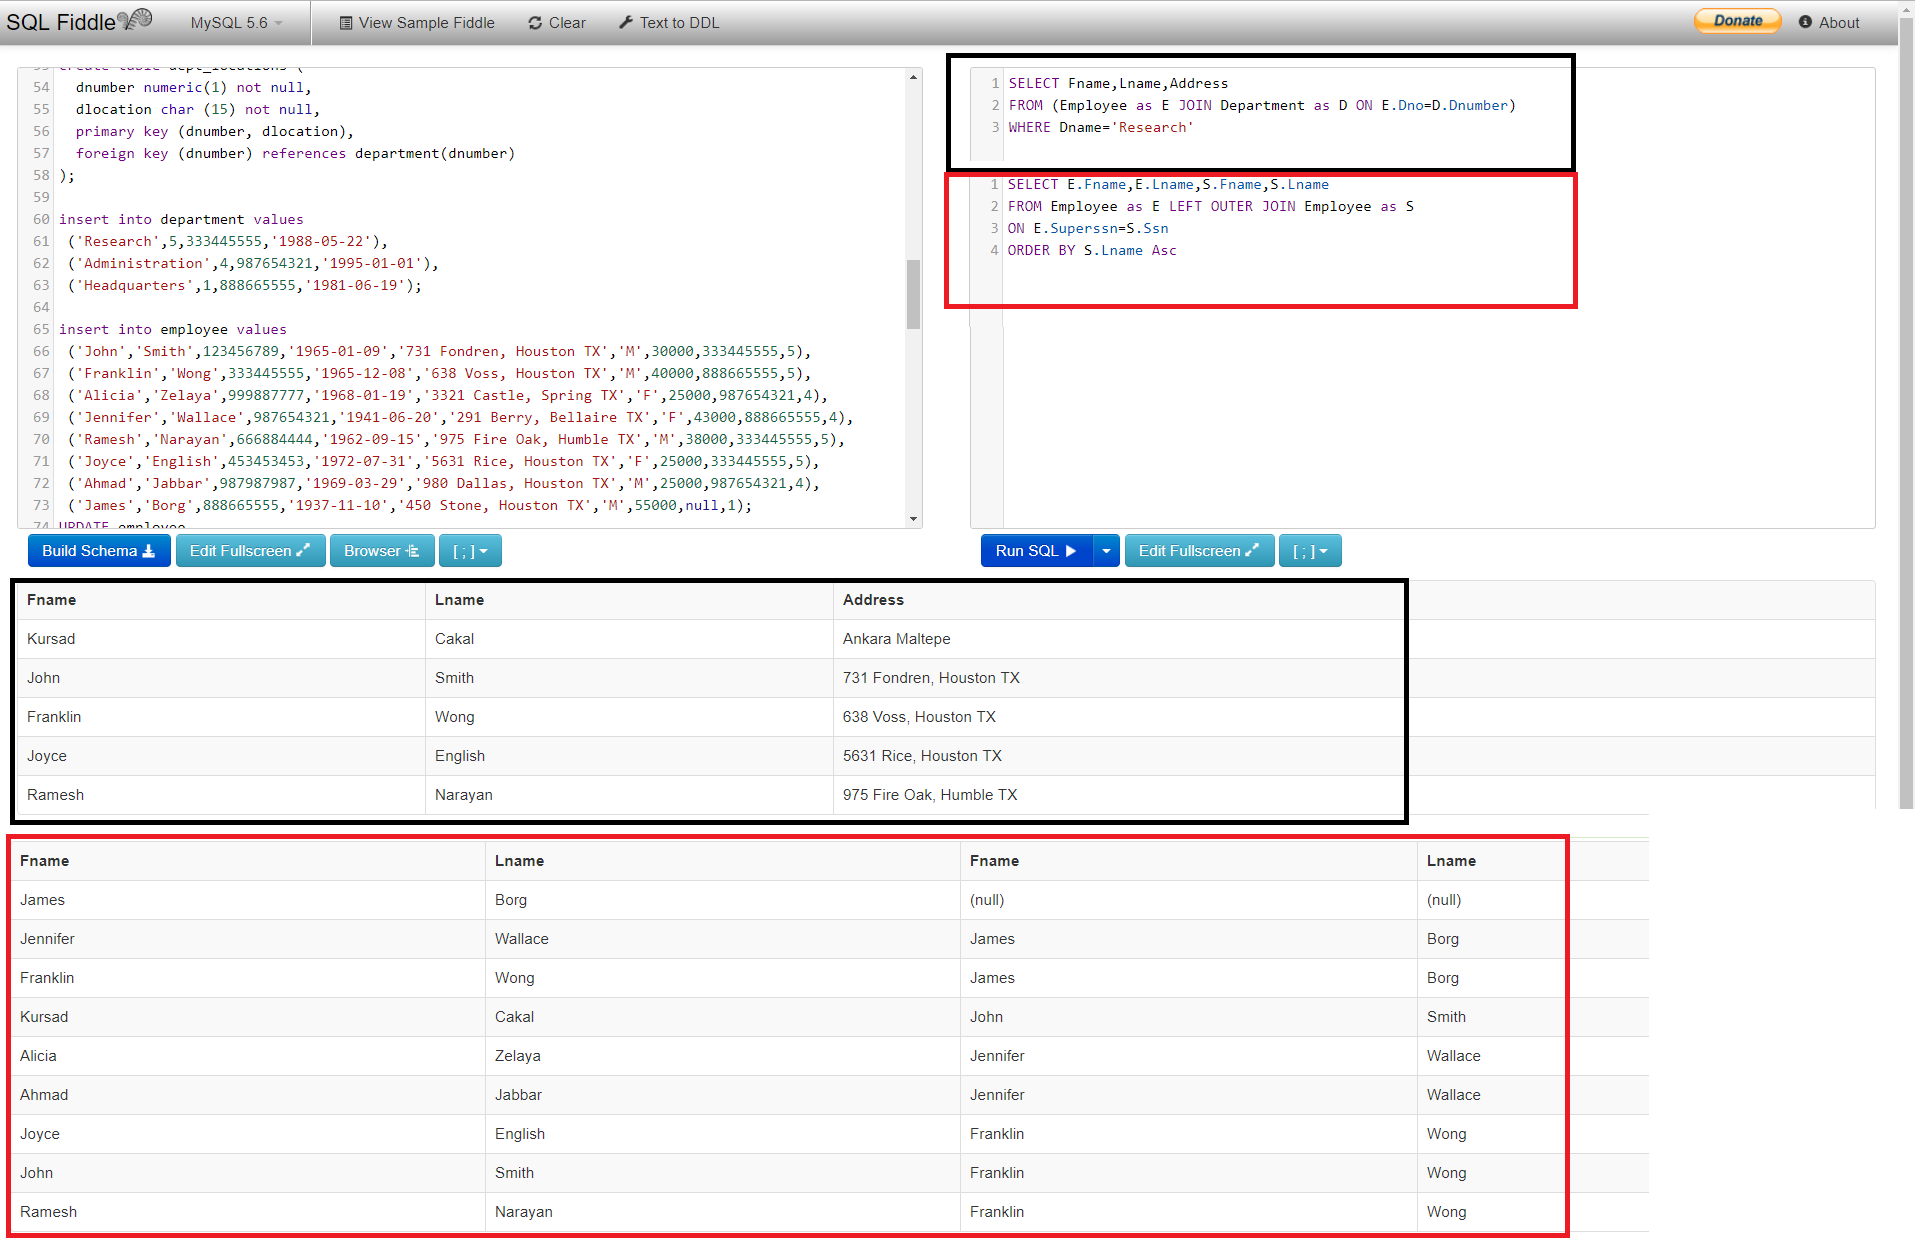 SQL Fiddle MySQL 5.6 View Sample Fiddle Clear Text to DDL Donate About
53 create table dept_locations (
54 dnumber numeric(1) not null,
55 dlocation char (15) not null,
56 primary key (dnumber, dlocation),
57 foreign key (dnumber) references department(dnumber)
58 );
59
60 insert into department values
61 ('Research',5,333445555,'1988-05-22'),
62 ('Administration',4,987654321,'1995-01-01'),
63 ('Headquarters',1,888665555,'1981-06-19');
64
65 insert into employee values
66 ('John','Smith',123456789,'1965-01-09','731 Fondren, Houston TX','M',30000,333445555,5),
67 ('Franklin','Wong',333445555,'1965-12-08','638 Voss, Houston TX','M',40000,888665555,5),
68 ('Alicia','Zelaya',999887777,'1968-01-19','3321 Castle, Spring TX','F',25000,987654321,4),
69 ('Jennifer','Wallace',987654321,'1941-06-20','291 Berry, Bellaire TX','F',43000,888665555,4),
70 ('Ramesh','Narayan',666884444,'1962-09-15','975 Fire Oak, Humble TX','M',38000,333445555,5),
71 ('Joyce','English',453453453,'1972-07-31','5631 Rice, Houston TX','F',25000,333445555,5),
72 ('Ahmad','Jabbar',987987987,'1969-03-29','980 Dallas, Houston TX','M',25000,987654321,4),
73 ('James','Borg',888665555,'1937-11-10','450 Stone, Houston TX','M',55000,null,1);
74 UPDATE employee
1 SELECT Fname,Lname,Address
2 FROM (Employee as E JOIN Department as D ON E.Dno=D.Dnumber)
3 WHERE Dname='Research'
1 SELECT E.Fname,E.Lname,S.Fname,S.Lname
2 FROM Employee as E LEFT OUTER JOIN Employee as S
3 ON E.Superssn=S.Ssn
4 ORDER BY S.Lname Asc
Build Schema Edit Fullscreen Browser [ ; ] Run SQL Edit Fullscreen [ ; ]
Fname Lname Address
Kursad Cakal Ankara Maltepe
John Smith 731 Fondren, Houston TX
Franklin Wong 638 Voss, Houston TX
Joyce English 5631 Rice, Houston TX
Ramesh Narayan 975 Fire Oak, Humble TX
Fname Lname Fname Lname
James Borg (null) (null)
Jennifer Wallace James Borg
Franklin Wong James Borg
Kursad Cakal John Smith
Alicia Zelaya Jennifer Wallace
Ahmad Jabbar Jennifer Wallace
Joyce English Franklin Wong
John Smith Franklin Wong
Ramesh Narayan Franklin Wong